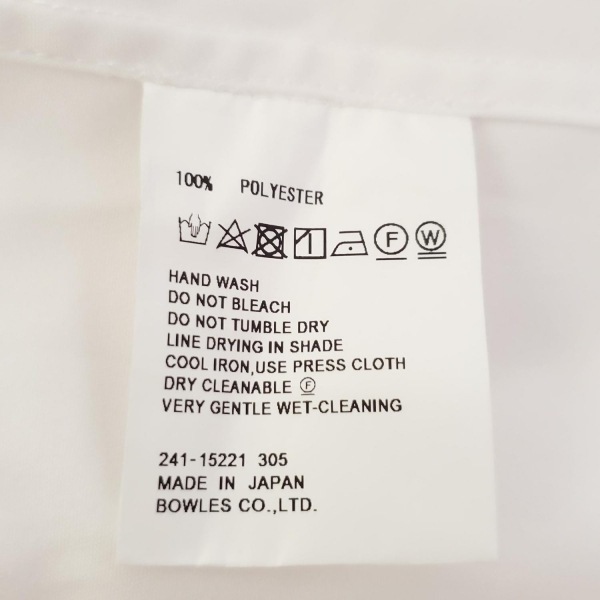 100% POLYESTER
F W
HAND WASH
DO NOT BLEACH
DO NOT TUMBLE DRY
LINE DRYING IN SHADE
COOL IRON,USE PRESS CLOTH
DRY CLEANABLE Ⓕ
VERY GENTLE WET-CLEANING
241-15221 305
MADE IN JAPAN
BOWLES CO.,LTD.